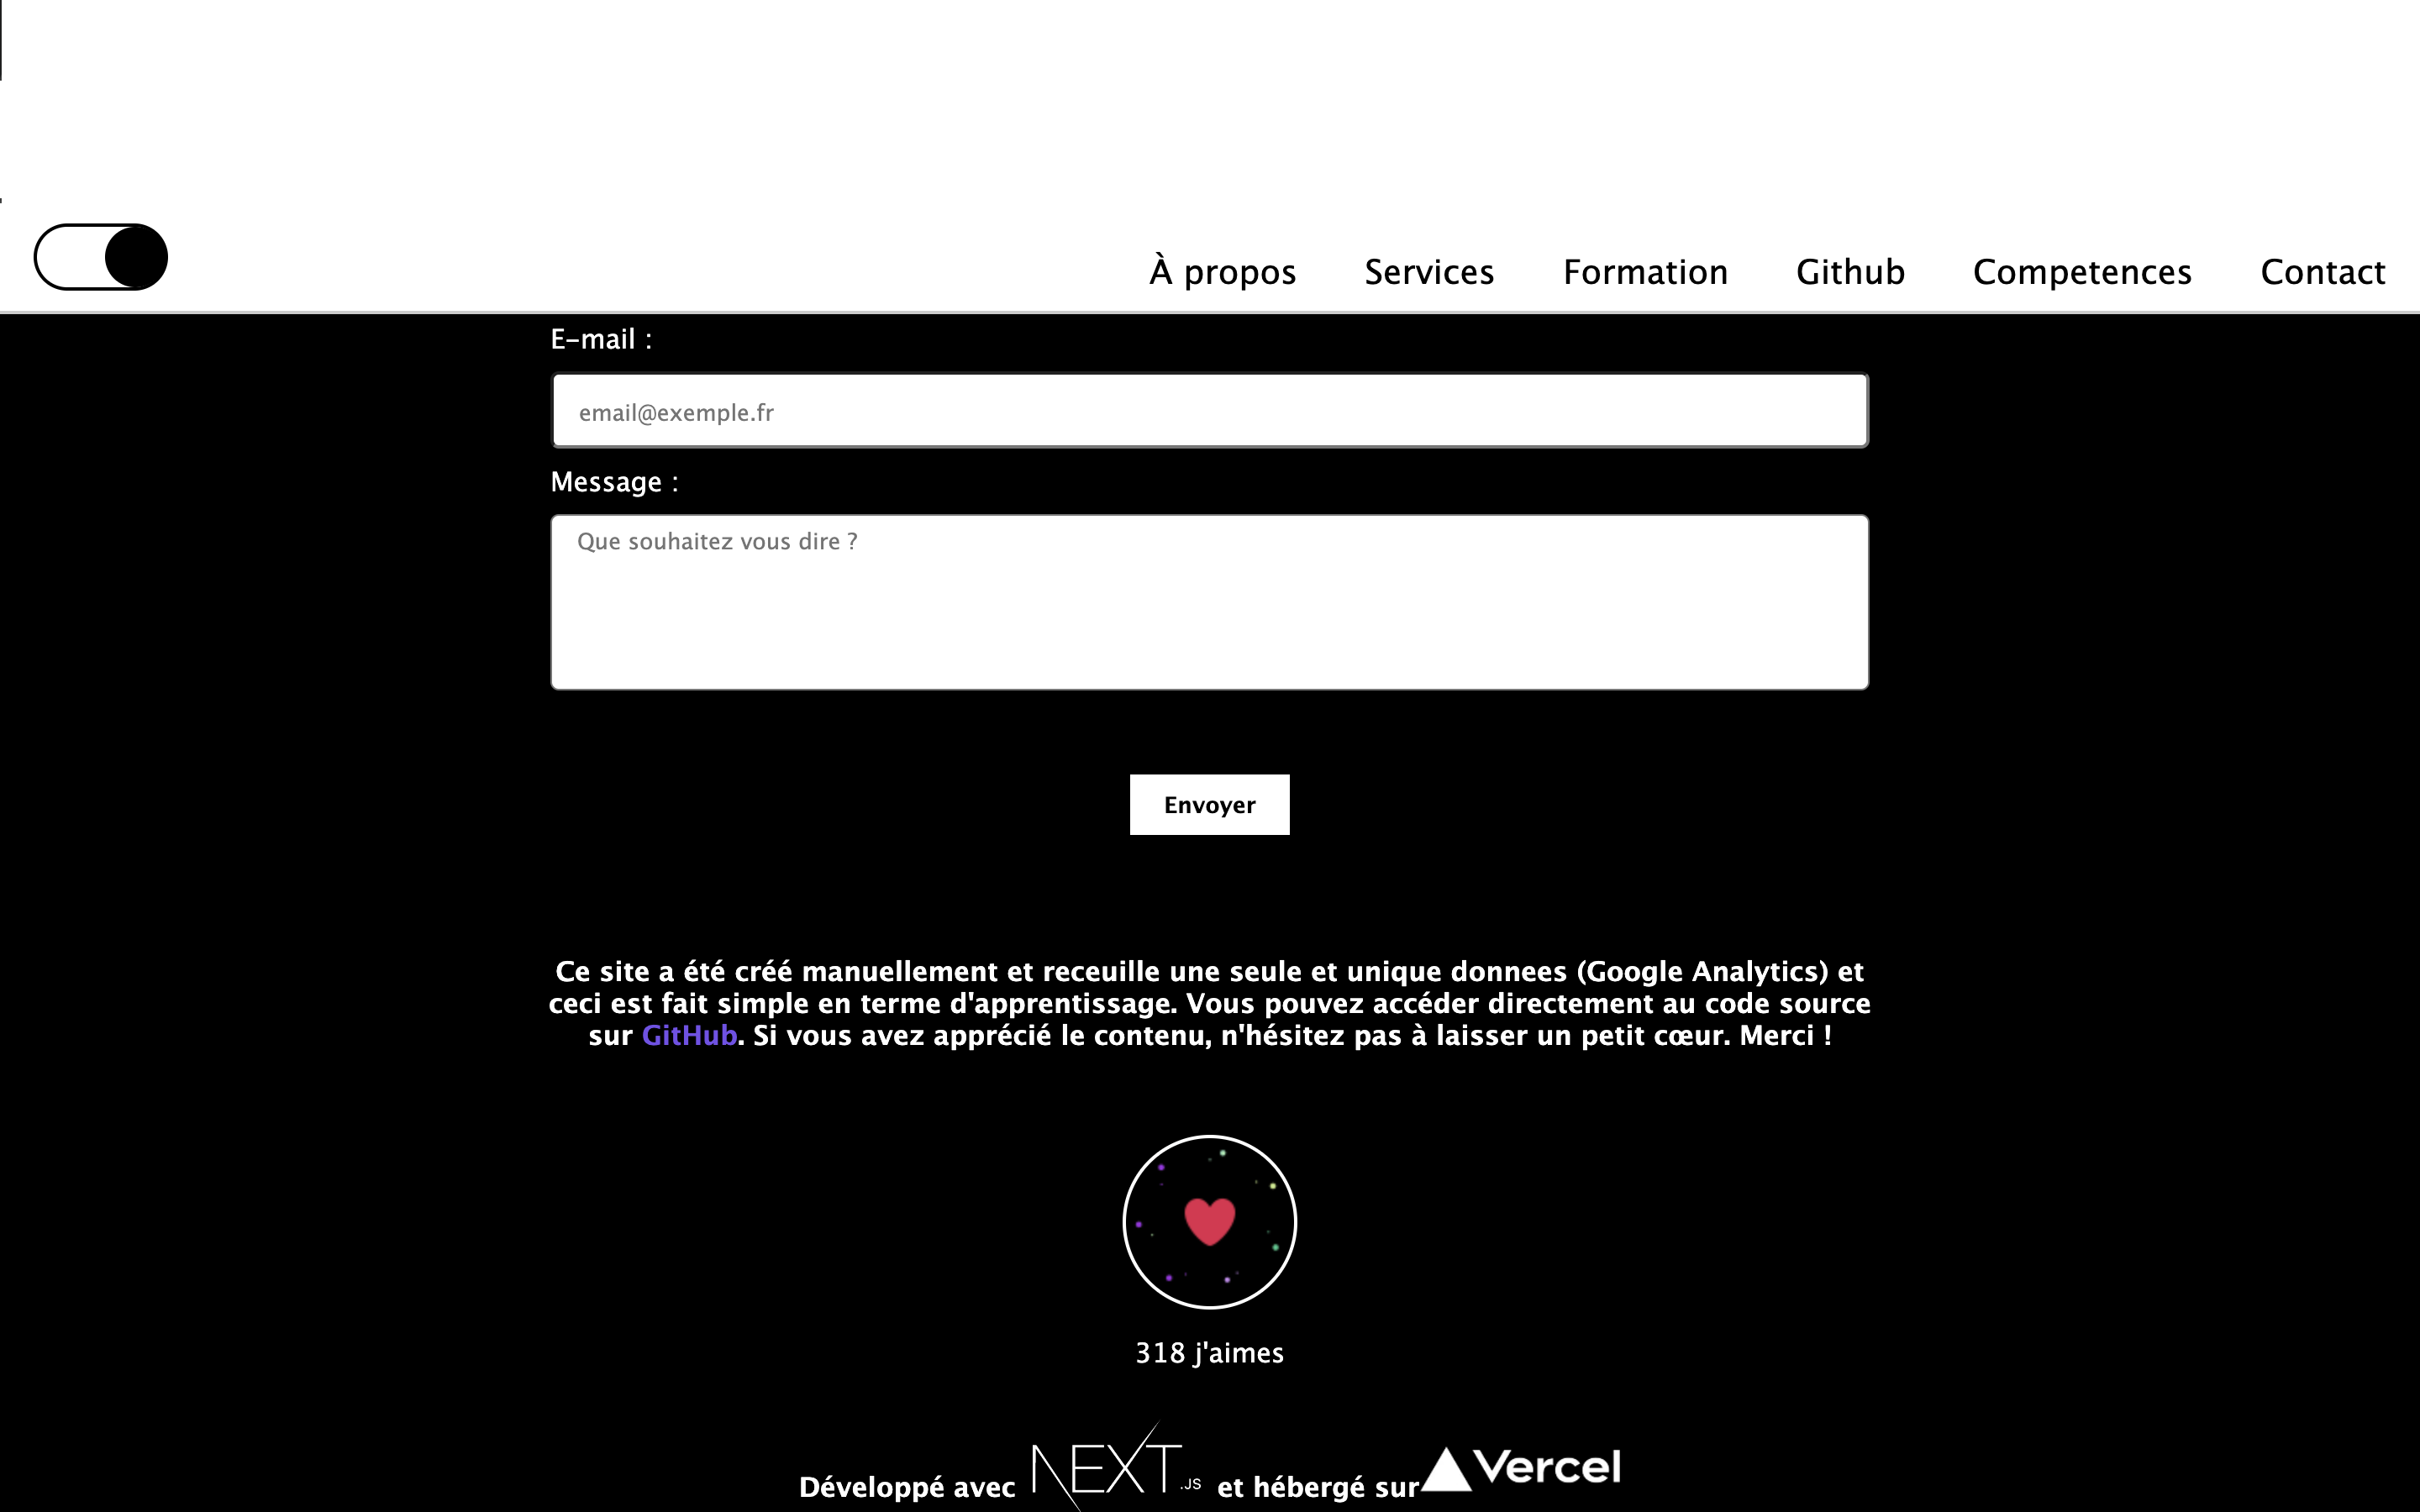 À propos Services Formation Github Competences Contact
E-mail :
email@exemple.fr
Message :
Que souhaitez vous dire ?
Envoyer
Ce site a été créé manuellement et receuille une seule et unique donnees (Google Analytics) et
ceci est fait simple en terme d'apprentissage. Vous pouvez accéder directement au code source
sur GitHub. Si vous avez apprécié le contenu, n'hésitez pas à laisser un petit cœur. Merci !
318 j'aimes
Développé avec NEXT.JS et hébergé sur Vercel